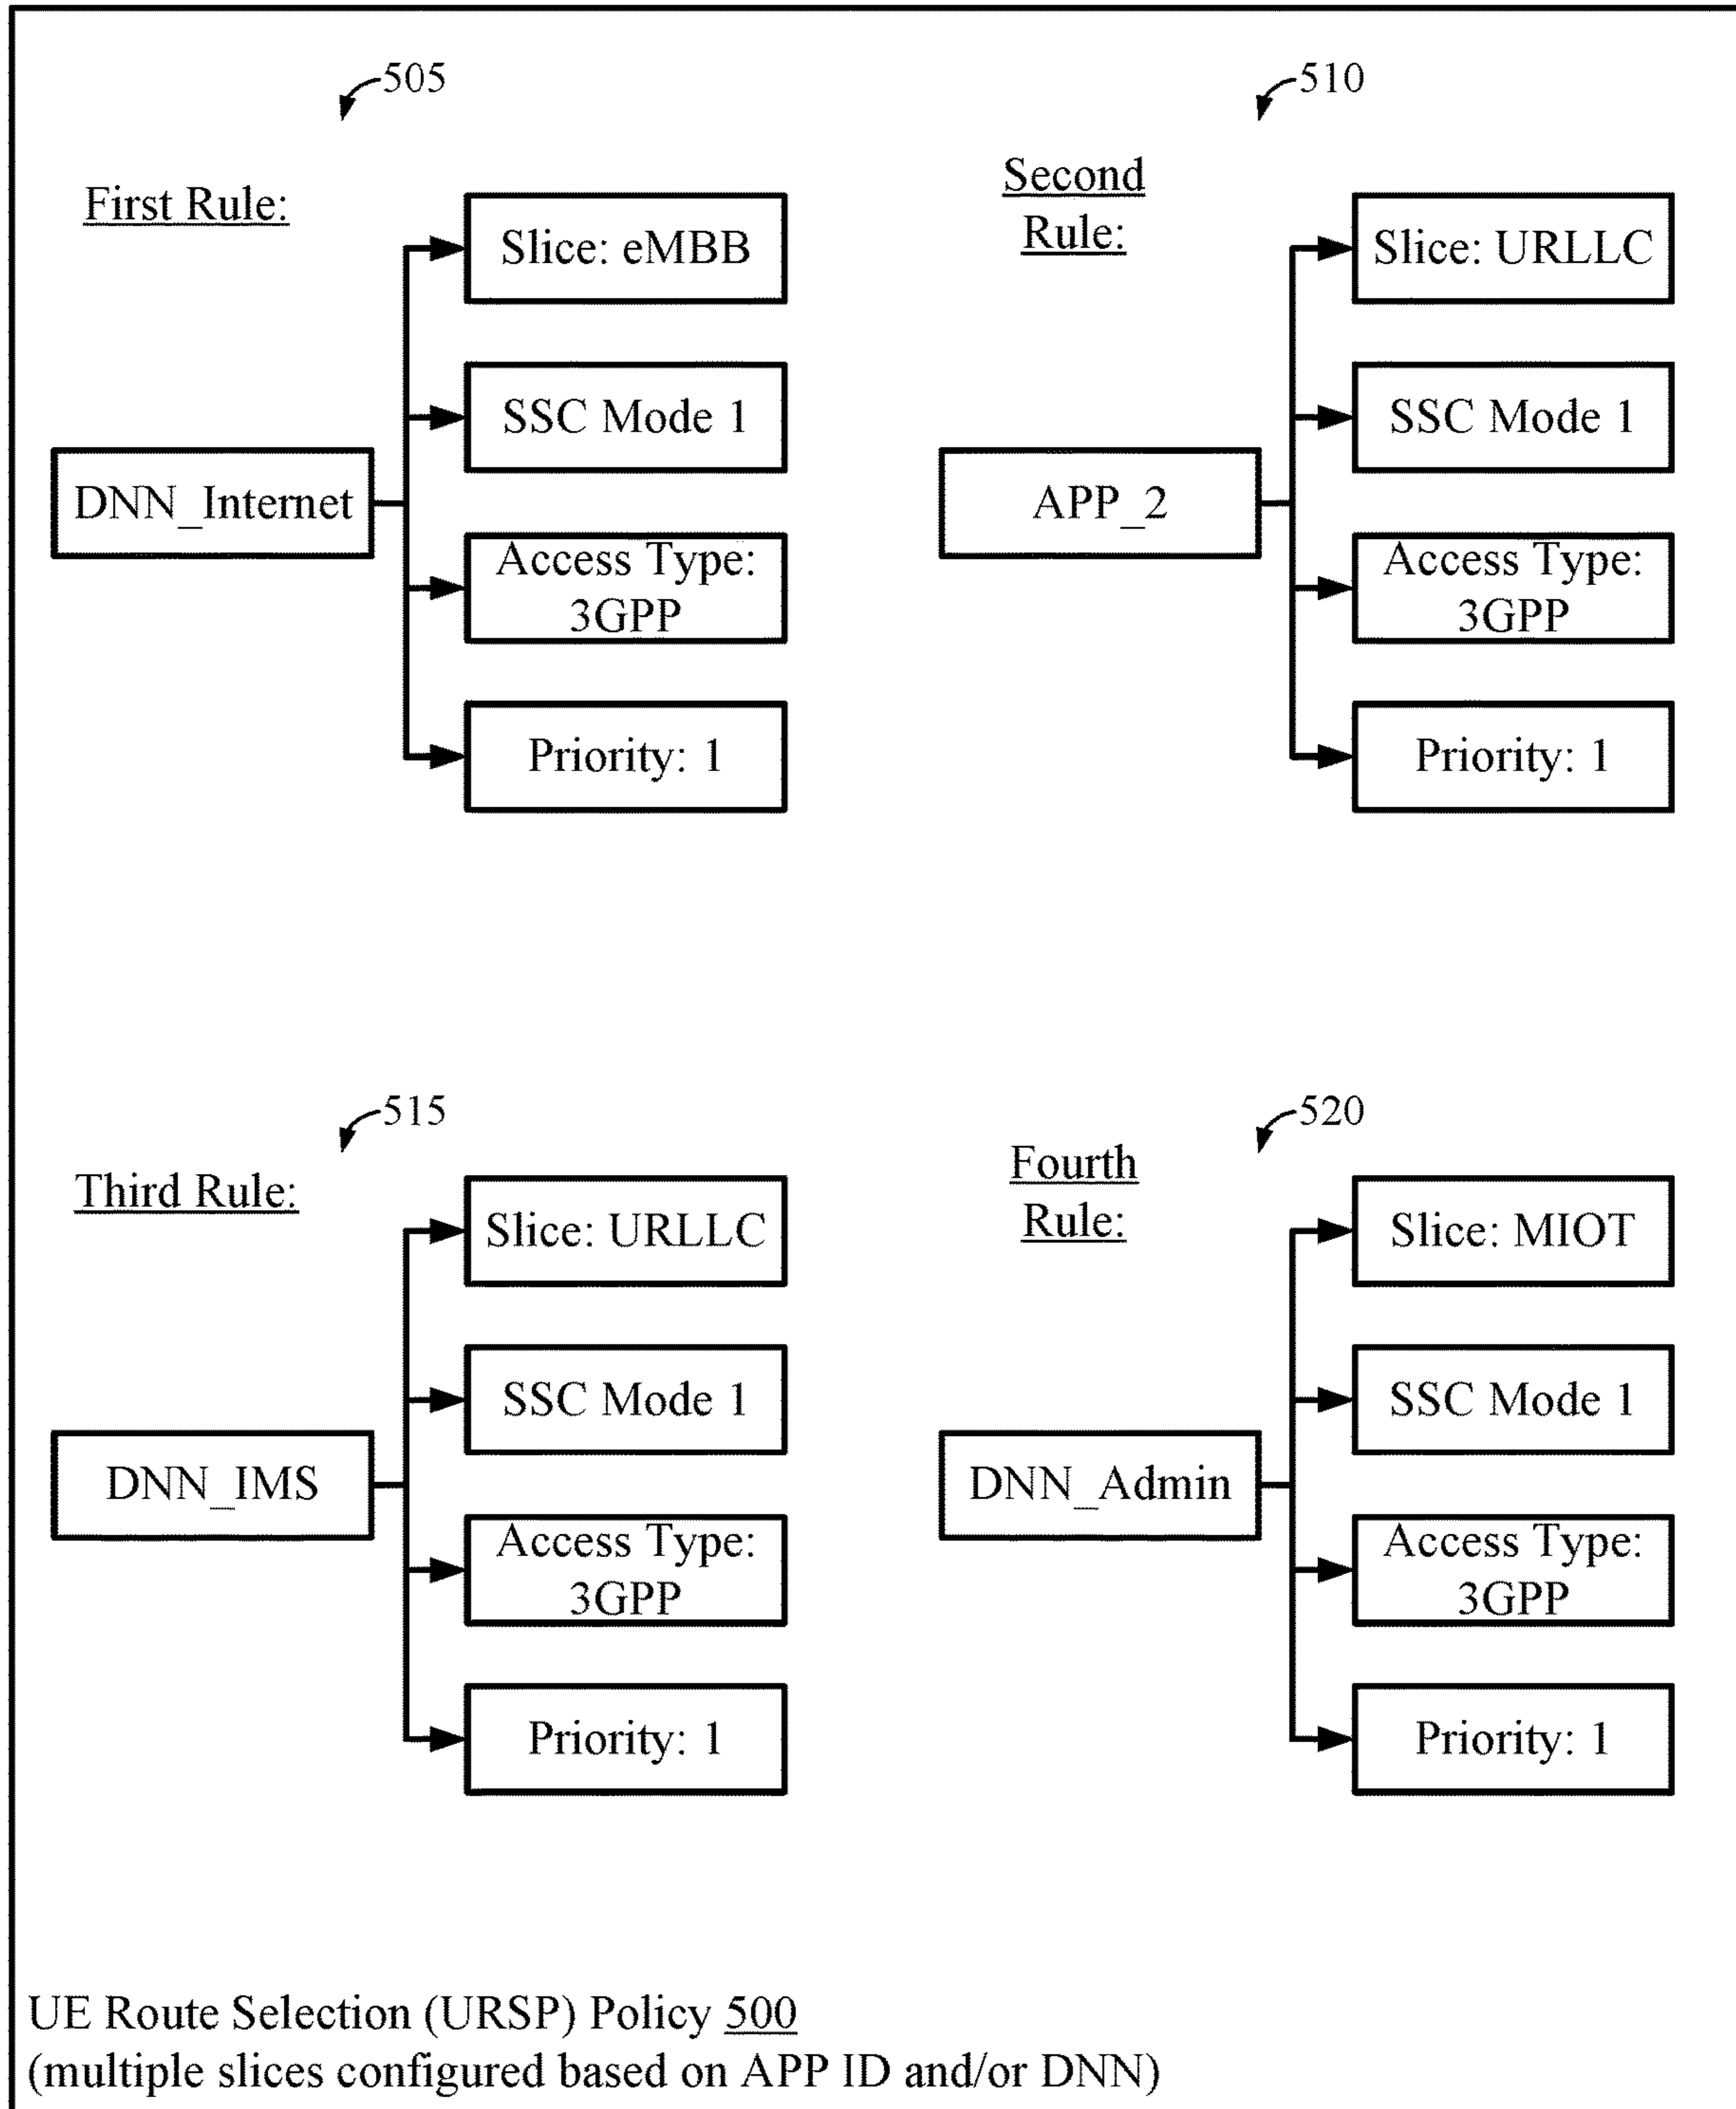 505
First Rule:
DNN_Internet
Slice: eMBB
SSC Mode 1
Access Type:
3GPP
Priority: 1
510
Second
Rule:
APP_2
Slice: URLLC
SSC Mode 1
Access Type:
3GPP
Priority: 1
515
Third Rule:
DNN_IMS
Slice: URLLC
SSC Mode 1
Access Type:
3GPP
Priority: 1
520
Fourth
Rule:
DNN_Admin
Slice: MIOT
SSC Mode 1
Access Type:
3GPP
Priority: 1
UE Route Selection (URSP) Policy 500
(multiple slices configured based on APP ID and/or DNN)